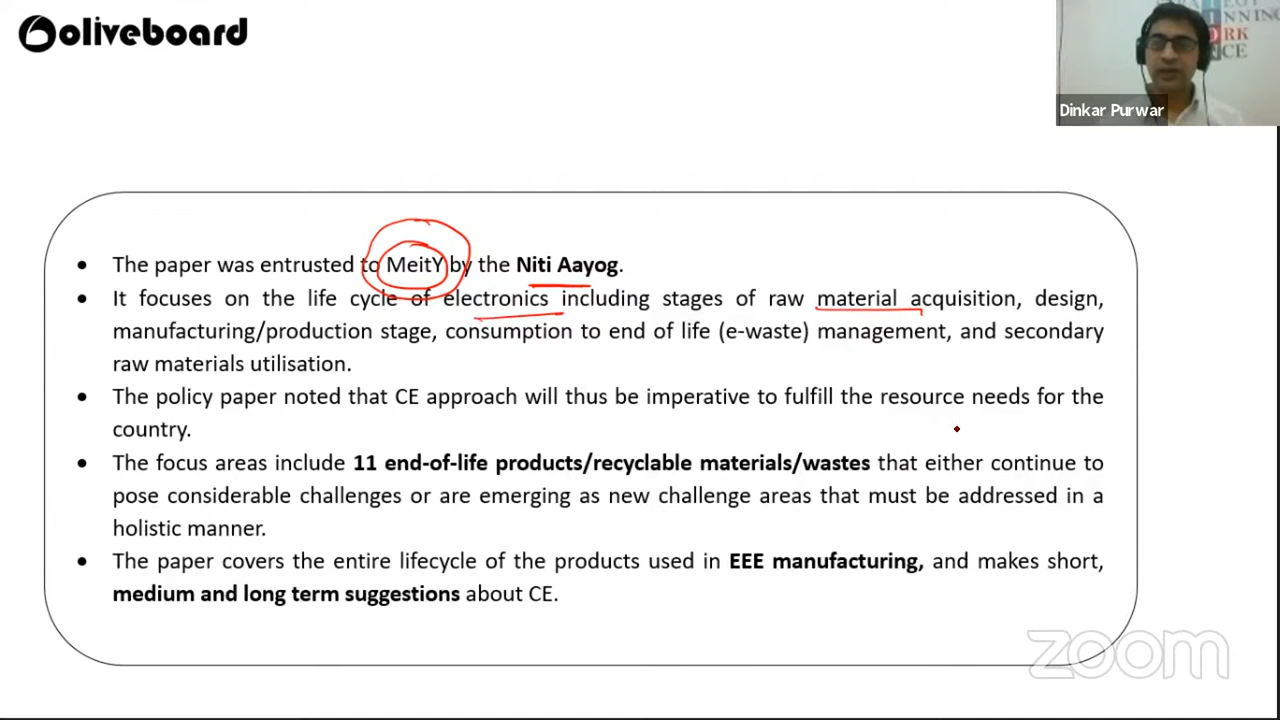 oliveboard
INNING
RK
CE
Dinkar Purwar
• The paper was entrusted to MeitY by the Niti Aayog.
• It focuses on the life cycle of electronics including stages of raw material acquisition, design,
manufacturing/production stage, consumption to end of life (e-waste) management, and secondary
raw materials utilisation.
• The policy paper noted that CE approach will thus be imperative to fulfill the resource needs for the
country.
• The focus areas include 11 end-of-life products/recyclable materials/wastes that either continue to
pose considerable challenges or are emerging as new challenge areas that must be addressed in a
holistic manner.
• The paper covers the entire lifecycle of the products used in EEE manufacturing, and makes short,
medium and long term suggestions about CE.
zoom